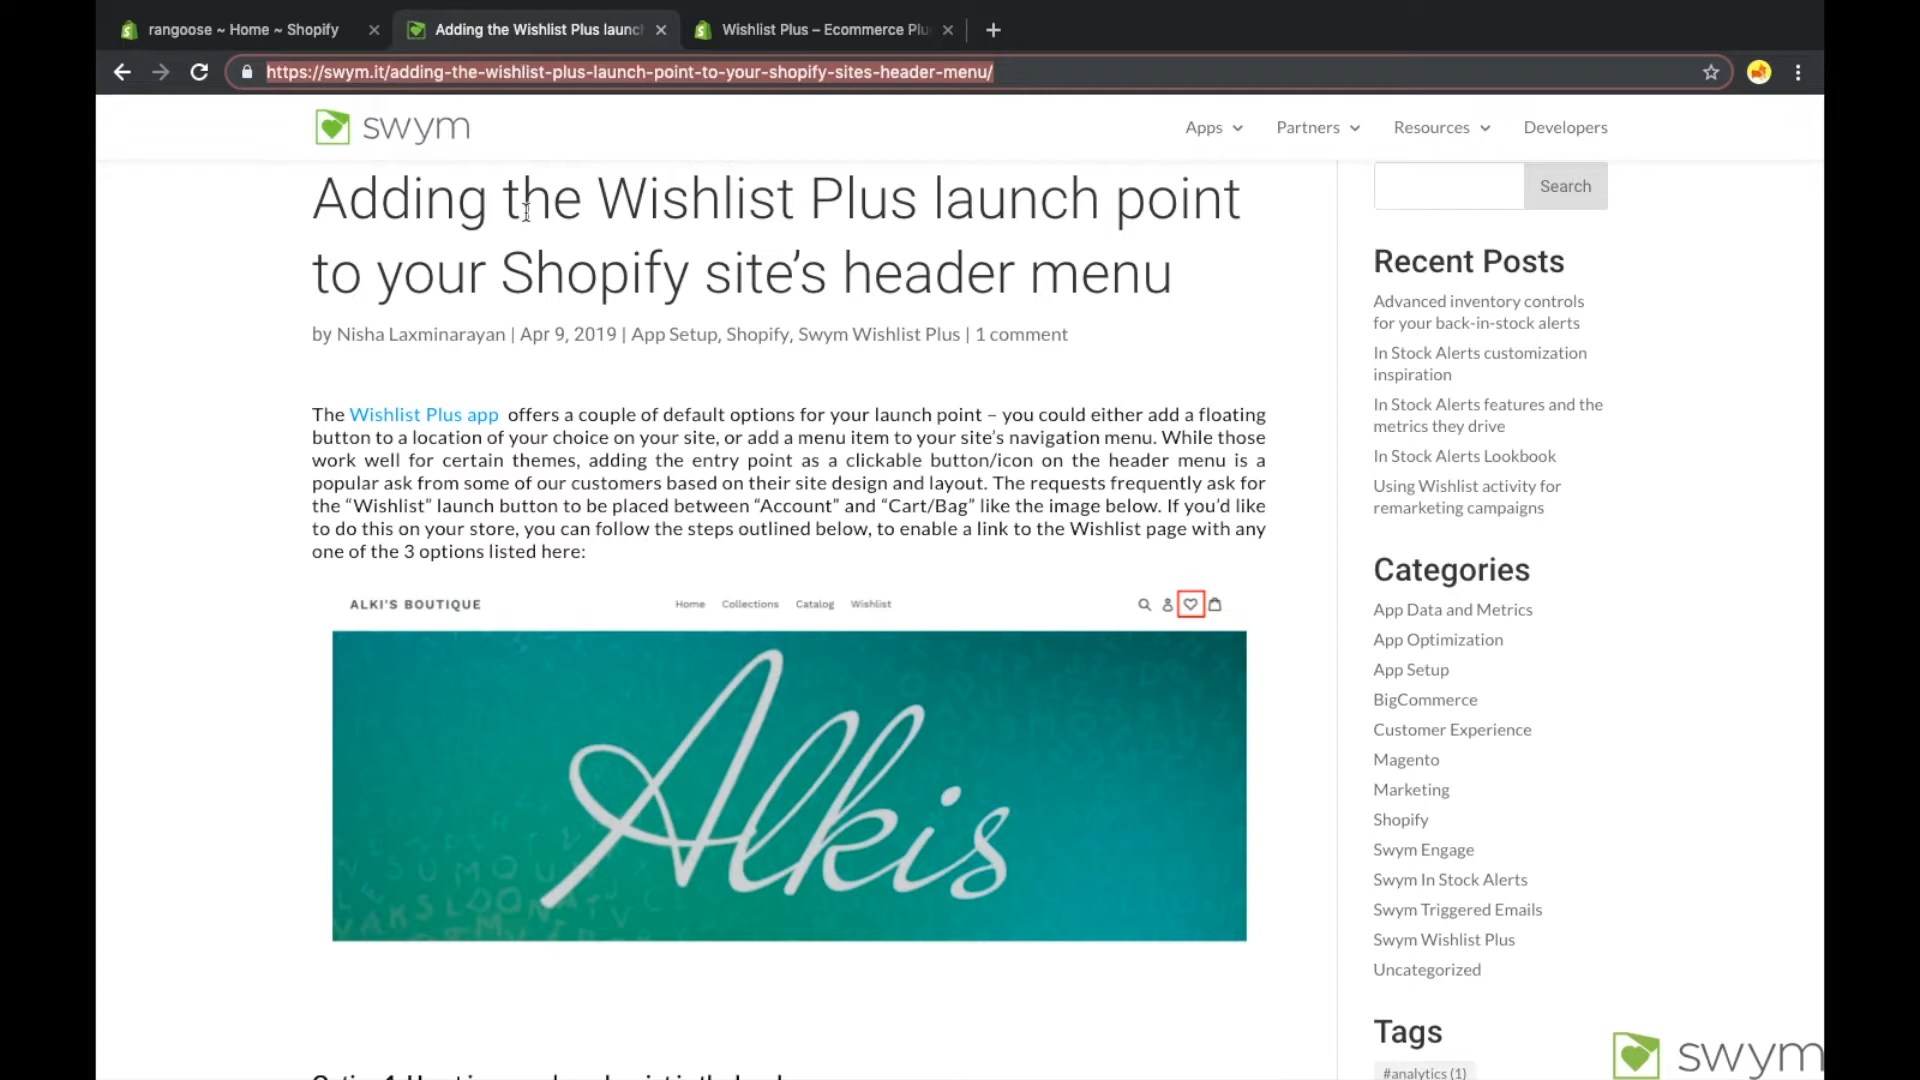 rangoose ~ Home ~ Shopify
Adding the Wishlist Plus launc
Wishlist Plus – Ecommerce Plu
https://swym.it/adding-the-wishlist-plus-launch-point-to-your-shopify-sites-header-menu/
swym
Apps
Partners
Resources
Developers
Adding the Wishlist Plus launch point
to your Shopify site’s header menu
by Nisha Laxminarayan | Apr 9, 2019 | App Setup, Shopify, Swym Wishlist Plus | 1 comment
The Wishlist Plus app offers a couple of default options for your launch point – you could either add a floating
button to a location of your choice on your site, or add a menu item to your site’s navigation menu. While those
work well for certain themes, adding the entry point as a clickable button/icon on the header menu is a
popular ask from some of our customers based on their site design and layout. The requests frequently ask for
the “Wishlist” launch button to be placed between “Account” and “Cart/Bag” like the image below. If you’d like
to do this on your store, you can follow the steps outlined below, to enable a link to the Wishlist page with any
one of the 3 options listed here:
ALKI'S BOUTIQUE
Home
Collections
Catalog
Wishlist
Alkis
Search
Recent Posts
Advanced inventory controls
for your back-in-stock alerts
In Stock Alerts customization
inspiration
In Stock Alerts features and the
metrics they drive
In Stock Alerts Lookbook
Using Wishlist activity for
remarketing campaigns
Categories
App Data and Metrics
App Optimization
App Setup
BigCommerce
Customer Experience
Magento
Marketing
Shopify
Swym Engage
Swym In Stock Alerts
Swym Triggered Emails
Swym Wishlist Plus
Uncategorized
Tags
#analytics (1)
swym